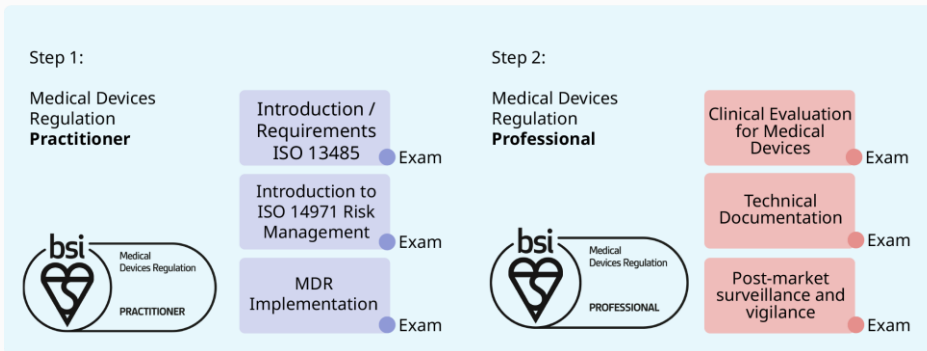 Step 1:
Medical Devices
Regulation
Practitioner
Introduction /
Requirements
ISO 13485
Exam
Introduction to
ISO 14971 Risk
Management
Exam
MDR
Implementation
Exam
bsi
Medical
Devices Regulation
PRACTITIONER
Step 2:
Medical Devices
Regulation
Professional
Clinical Evaluation
for Medical
Devices
Exam
Technical
Documentation
Exam
Post-market
surveillance and
vigilance
Exam
bsi
Medical
Devices Regulation
PROFESSIONAL